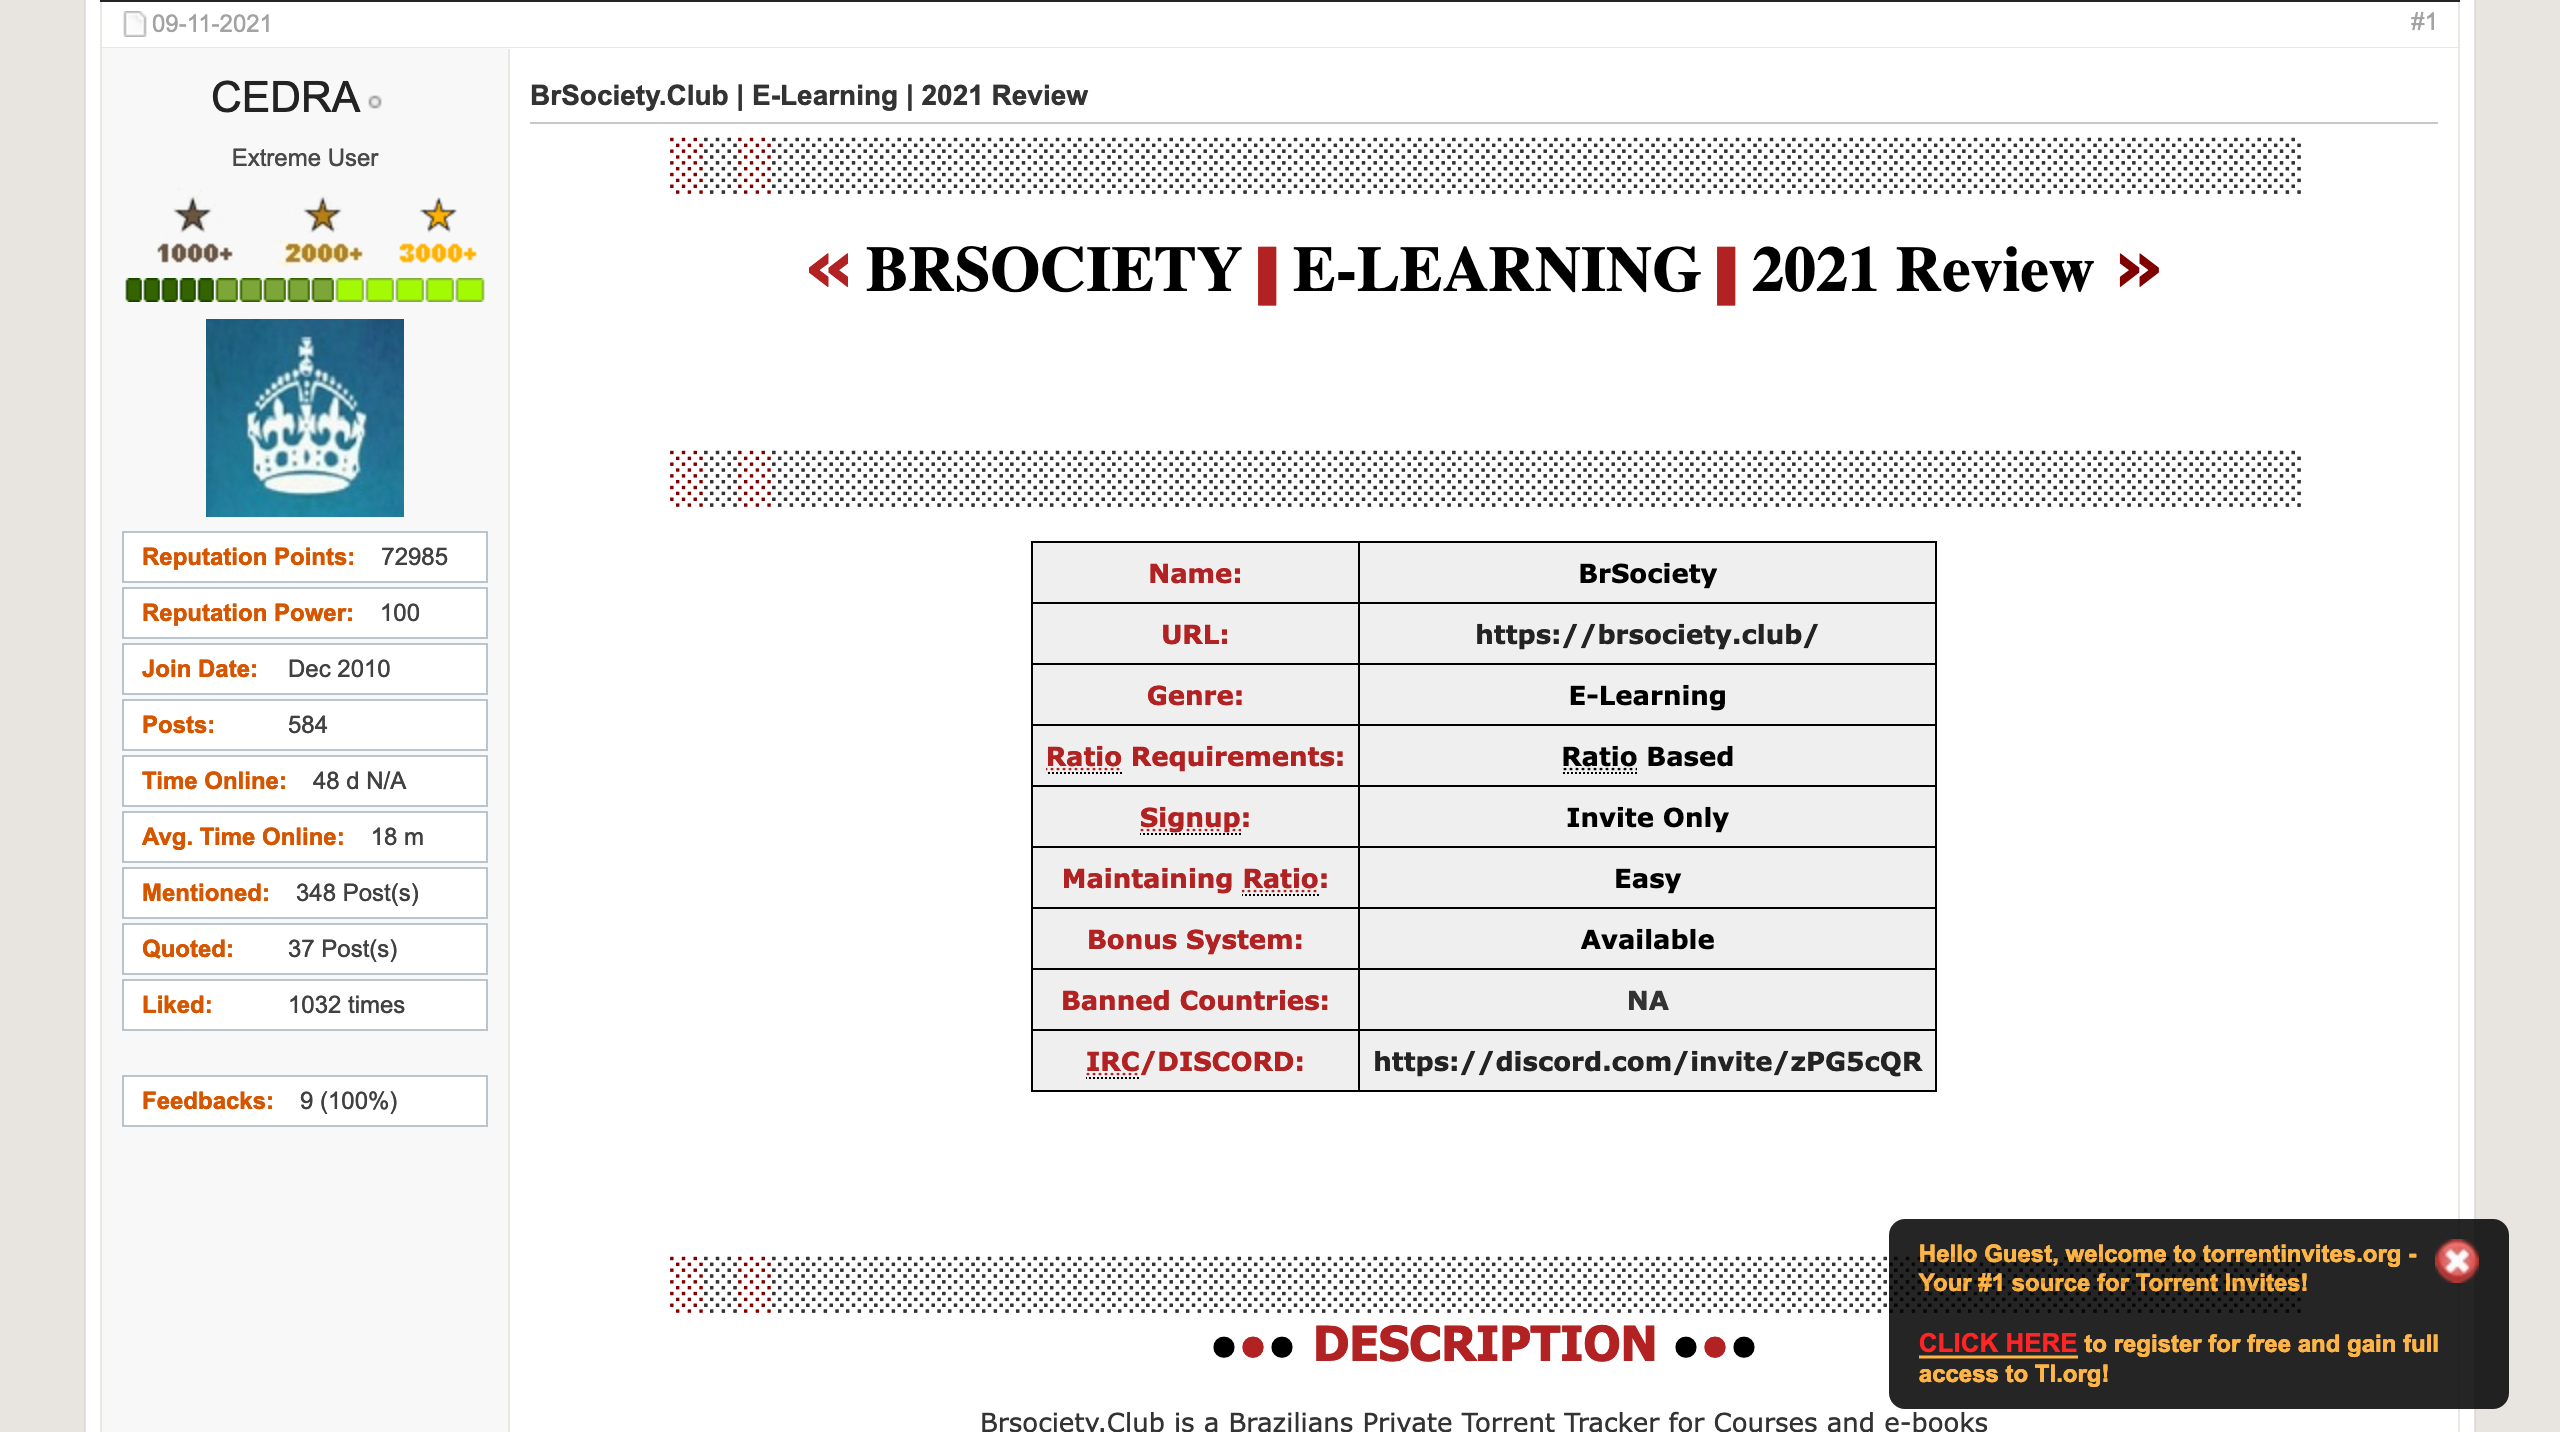 09-11-2021 #1
CEDRA
Extreme User
1000+ 2000+ 3000+
Reputation Points: 72985
Reputation Power: 100
Join Date: Dec 2010
Posts: 584
Time Online: 48 d N/A
Avg. Time Online: 18 m
Mentioned: 348 Post(s)
Quoted: 37 Post(s)
Liked: 1032 times
Feedbacks: 9 (100%)
BrSociety.Club | E-Learning | 2021 Review
« BRSOCIETY | E-LEARNING | 2021 Review »
Name: BrSociety
URL: https://brsociety.club/
Genre: E-Learning
Ratio Requirements: Ratio Based
Signup: Invite Only
Maintaining Ratio: Easy
Bonus System: Available
Banned Countries: NA
IRC/DISCORD: https://discord.com/invite/zPG5cQR
●●● DESCRIPTION ●●●
Brsociety.Club is a Brazilians Private Torrent Tracker for Courses and e-books
Hello Guest, welcome to torrentinvites.org -
Your #1 source for Torrent Invites!
CLICK HERE to register for free and gain full
access to TI.org!